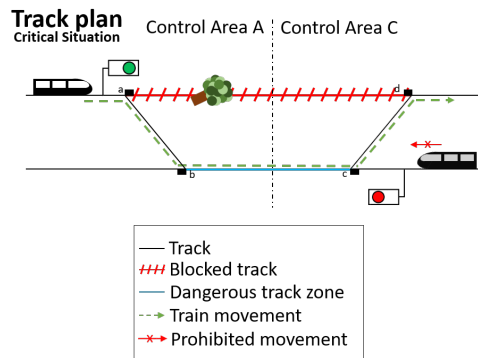 Track plan
Critical Situation
Control Area A
Control Area C
a
d
b
c
Track
Blocked track
Dangerous track zone
Train movement
Prohibited movement